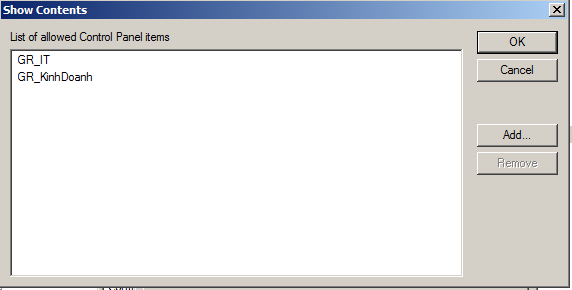 Show Contents
List of allowed Control Panel items
GR_IT
GR_KinhDoanh
OK
Cancel
Add...
Remove